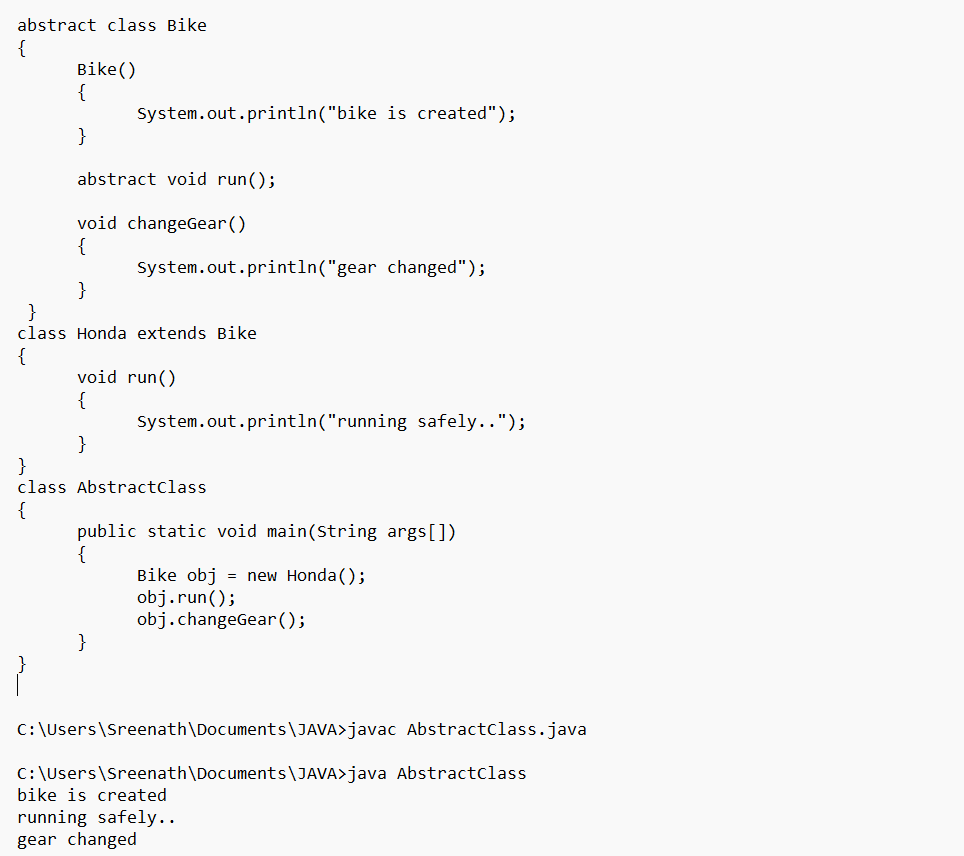 abstract class Bike
{
      Bike()
      {
            System.out.println("bike is created");
      }

      abstract void run();

      void changeGear()
      {
            System.out.println("gear changed");
      }
 }
class Honda extends Bike
{
      void run()
      {
            System.out.println("running safely..");
      }
}
class AbstractClass
{
      public static void main(String args[])
      {
            Bike obj = new Honda();
            obj.run();
            obj.changeGear();
      }
}

C:\Users\Sreenath\Documents\JAVA>javac AbstractClass.java

C:\Users\Sreenath\Documents\JAVA>java AbstractClass
bike is created
running safely..
gear changed